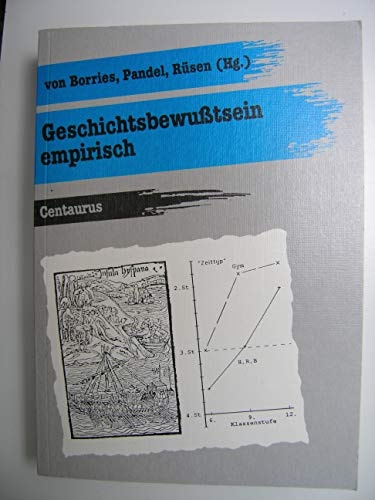 von Borries, Pandel, Rüsen (Hg.)
Geschichtsbewußtsein
empirisch
Centaurus
Insula hyspana
"Zeittyp"
Gym
2.St
3.St
H,R,B
4.St
6. 9. 12.
Klassenstufe